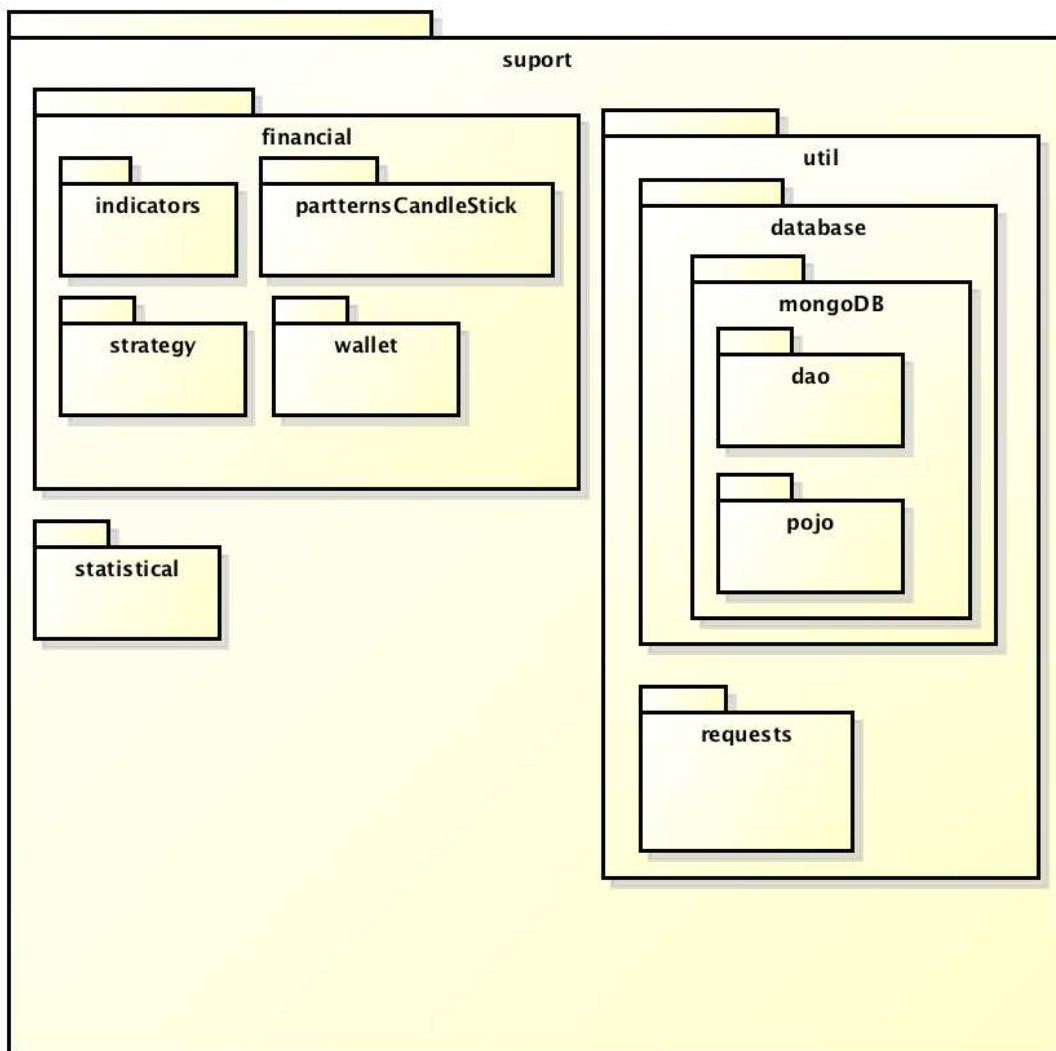 suport
financial
indicators
partternsCandleStick
strategy
wallet
statistical
util
database
mongoDB
dao
pojo
requests